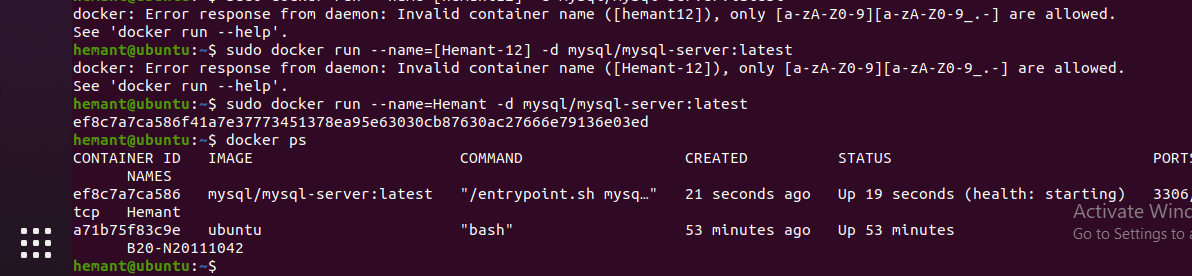 docker: Error response from daemon: Invalid container name ([hemant12]), only [a-zA-Z0-9][a-zA-Z0-9_.-] are allowed.
See 'docker run --help'.
hemant@ubuntu:~$ sudo docker run --name=[Hemant-12] -d mysql/mysql-server:latest
docker: Error response from daemon: Invalid container name ([Hemant-12]), only [a-zA-Z0-9][a-zA-Z0-9_.-] are allowed.
See 'docker run --help'.
hemant@ubuntu:~$ sudo docker run --name=Hemant -d mysql/mysql-server:latest
ef8c7a7ca586f41a7e37773451378ea95e63030cb87630ac27666e79136e03ed
hemant@ubuntu:~$ docker ps
CONTAINER ID   IMAGE                       COMMAND                  CREATED          STATUS                             PORTS
      NAMES
ef8c7a7ca586   mysql/mysql-server:latest   "/entrypoint.sh mysq…"   21 seconds ago   Up 19 seconds (health: starting)   3306/
tcp   Hemant
a71b75f83c9e   ubuntu                      "bash"                   53 minutes ago   Up 53 minutes
      B20-N20111042
hemant@ubuntu:~$
Activate Wind
Go to Settings to a